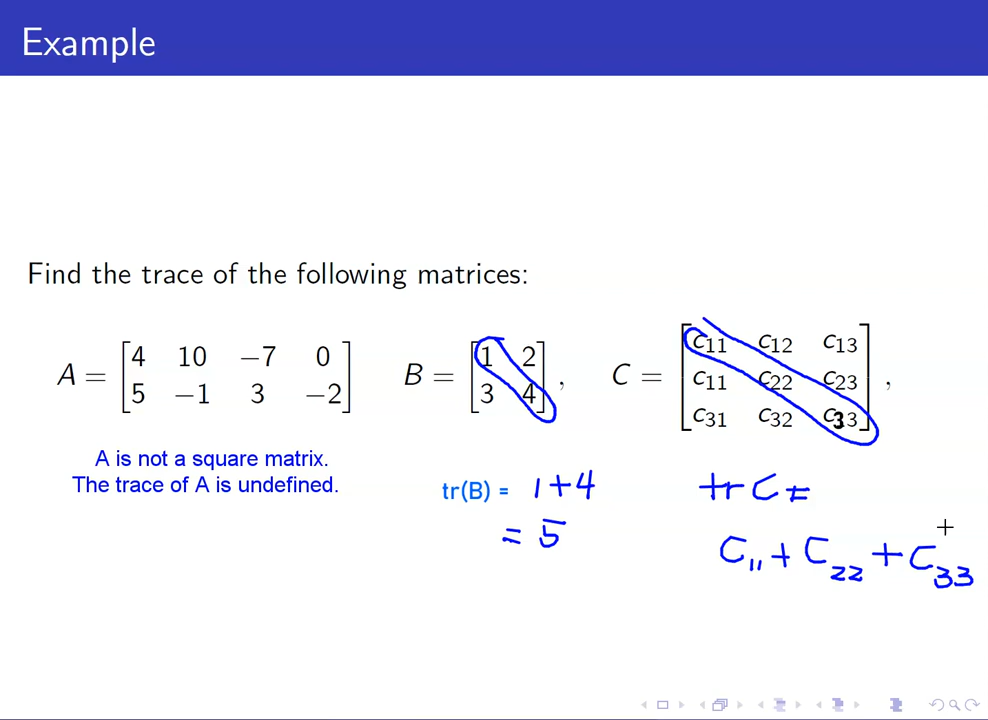 Example
Find the trace of the following matrices:
A = [4 10 −7 0
5 −1 3 −2]
B = [1 2
3 4] ,
C = [c11 c12 c13
c11 c22 c23
c31 c32 c33] ,
A is not a square matrix.
The trace of A is undefined.
tr(B) = 1+4
= 5
tr C =
C11 + C22 + C33